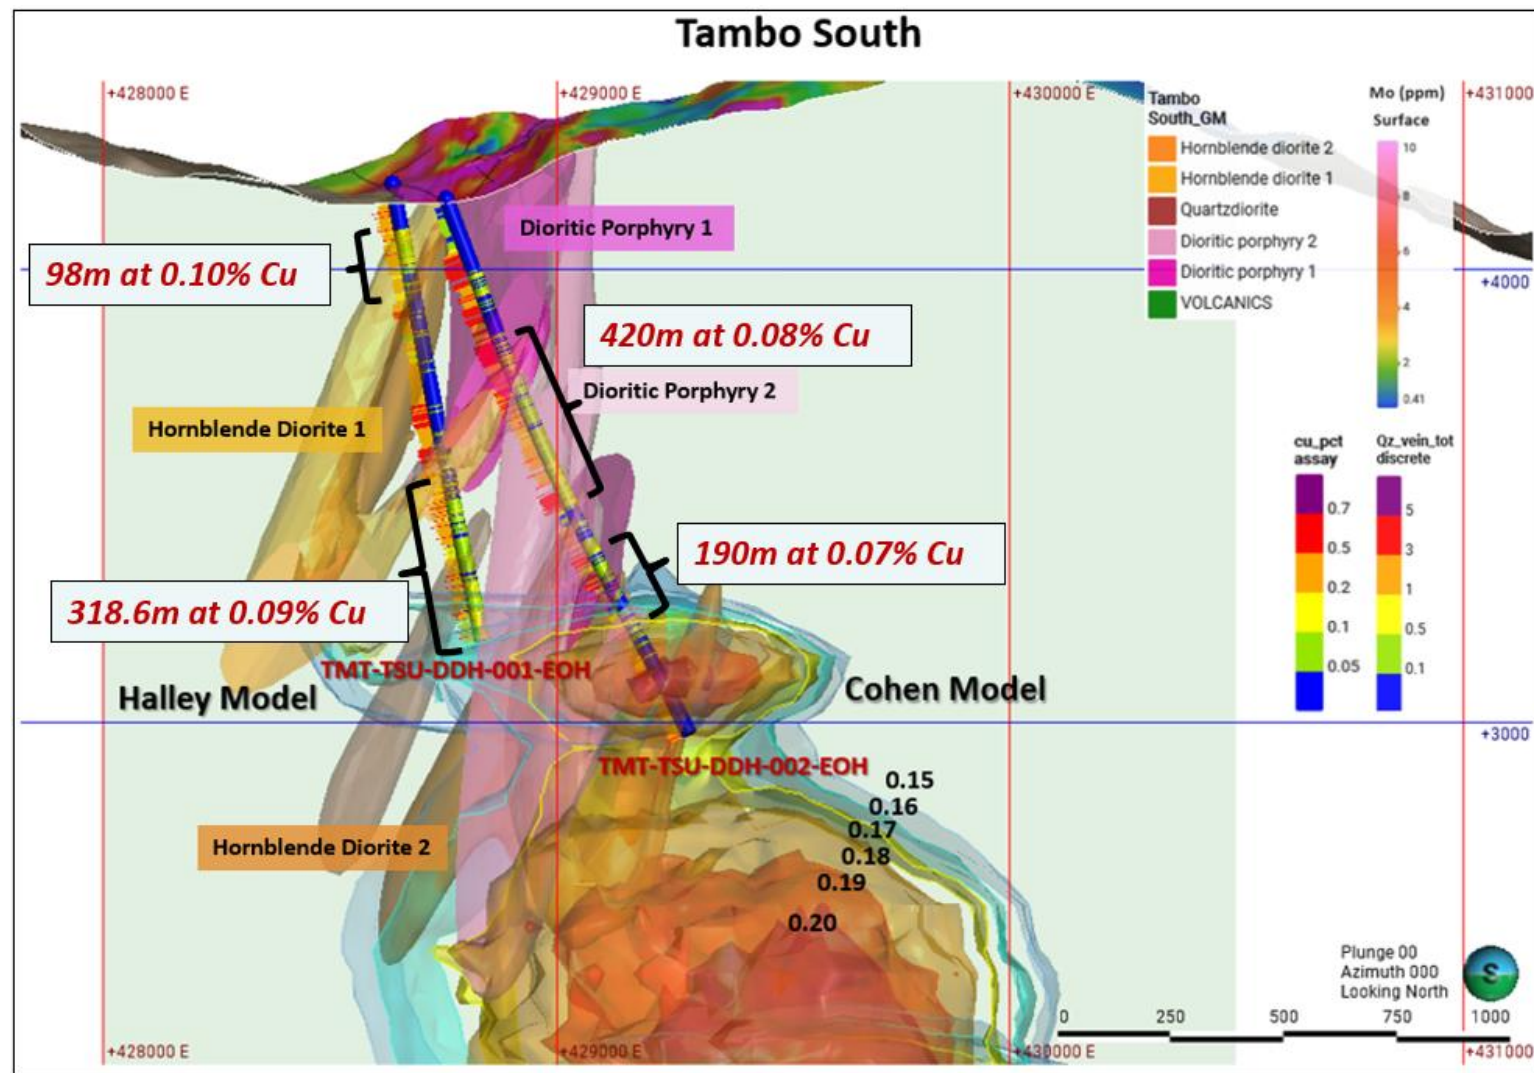 Tambo South
+428000 E
+429000 E
+430000 E
+431000
Tambo
South_GM
Hornblende diorite 2
Hornblende diorite 1
Quartzdiorite
Dioritic porphyry 2
Dioritic porphyry 1
VOLCANICS
Mo (ppm)
Surface
10
8
6
4
2
0.41
Dioritic Porphyry 1
98m at 0.10% Cu
+4000
420m at 0.08% Cu
Dioritic Porphyry 2
Hornblende Diorite 1
cu_pct
assay
0.7
0.5
0.2
0.1
0.05
Qz_vein_tot
discrete
5
3
1
0.5
0.1
190m at 0.07% Cu
318.6m at 0.09% Cu
TMT-TSU-DDH-001-EOH
Halley Model
Cohen Model
+3000
TMT-TSU-DDH-002-EOH
0.15
0.16
0.17
0.18
0.19
0.20
Hornblende Diorite 2
Plunge 00
Azimuth 000
Looking North
S
0 250 500 750 1000
+428000 E
+429000 E
+430000 E
+431000